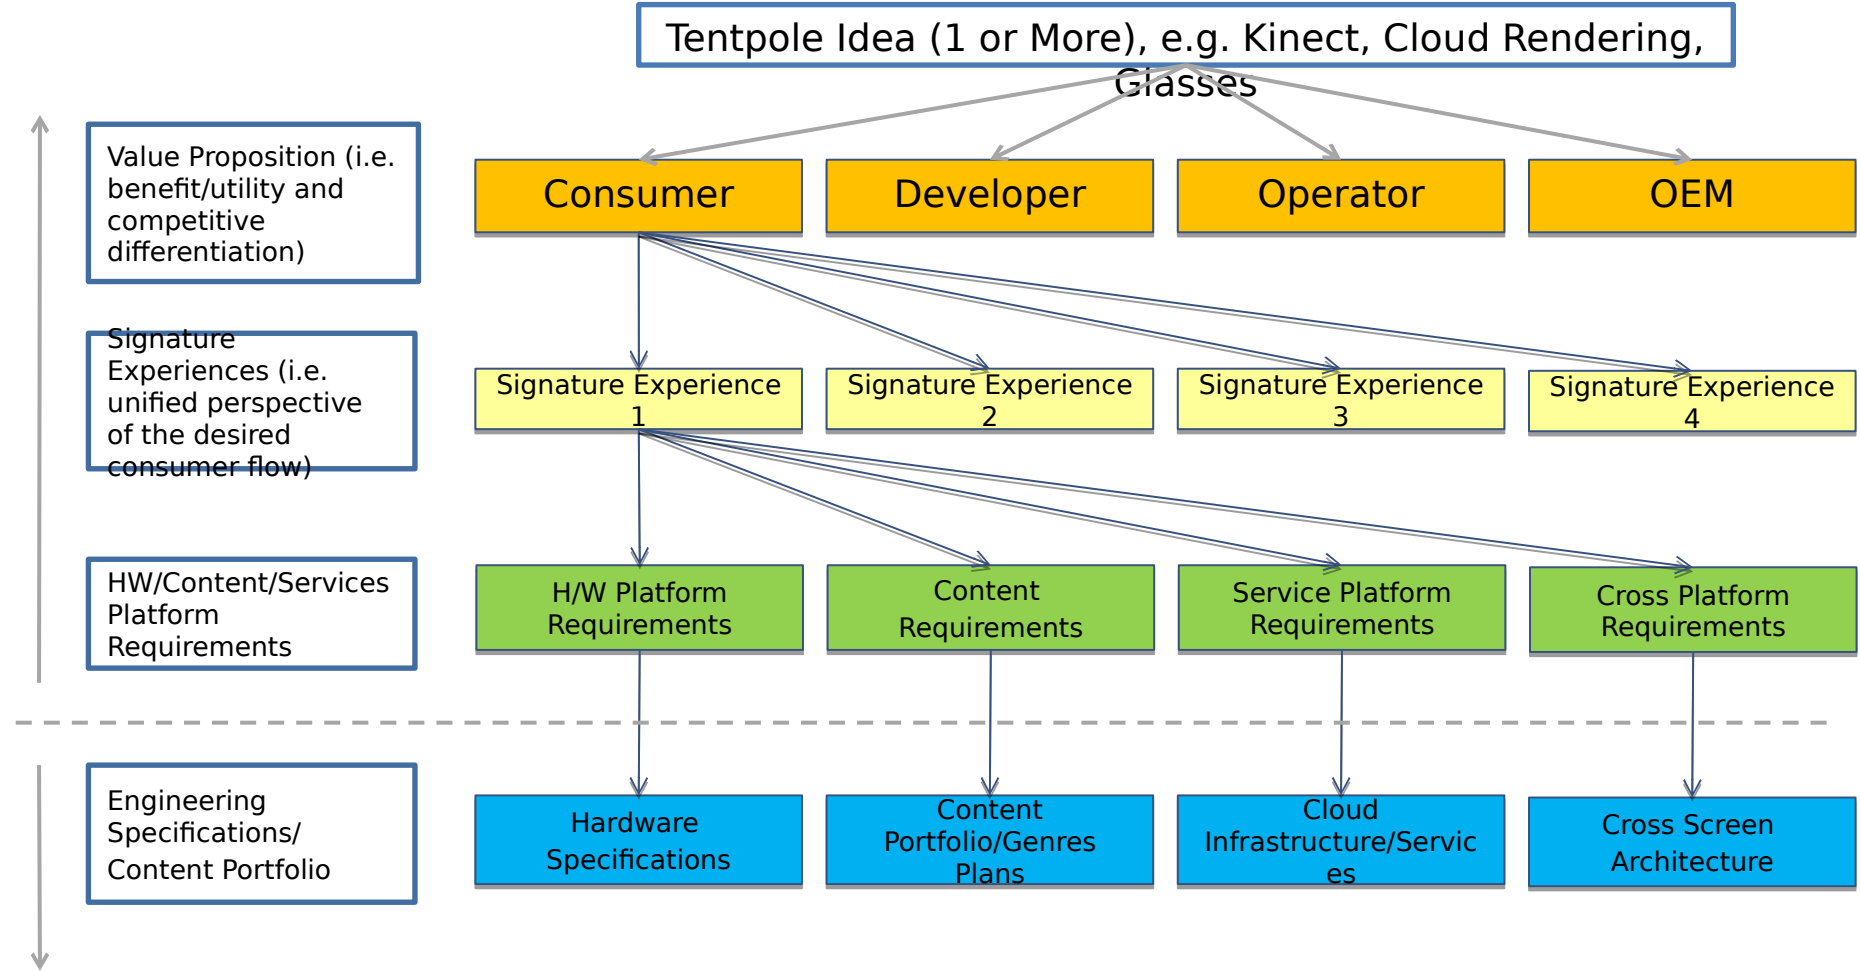 Tentpole Idea (1 or More), e.g. Kinect, Cloud Rendering,
Glasses
Value Proposition (i.e.
benefit/utility and
competitive
differentiation)
Consumer
Developer
Operator
OEM
Signature
Experiences (i.e.
unified perspective
of the desired
consumer flow)
Signature Experience
1
Signature Experience
2
Signature Experience
3
Signature Experience
4
HW/Content/Services
Platform
Requirements
H/W Platform
Requirements
Content
Requirements
Service Platform
Requirements
Cross Platform
Requirements
Engineering
Specifications/
Content Portfolio
Hardware
Specifications
Content
Portfolio/Genres
Plans
Cloud
Infrastructure/Servic
es
Cross Screen
Architecture